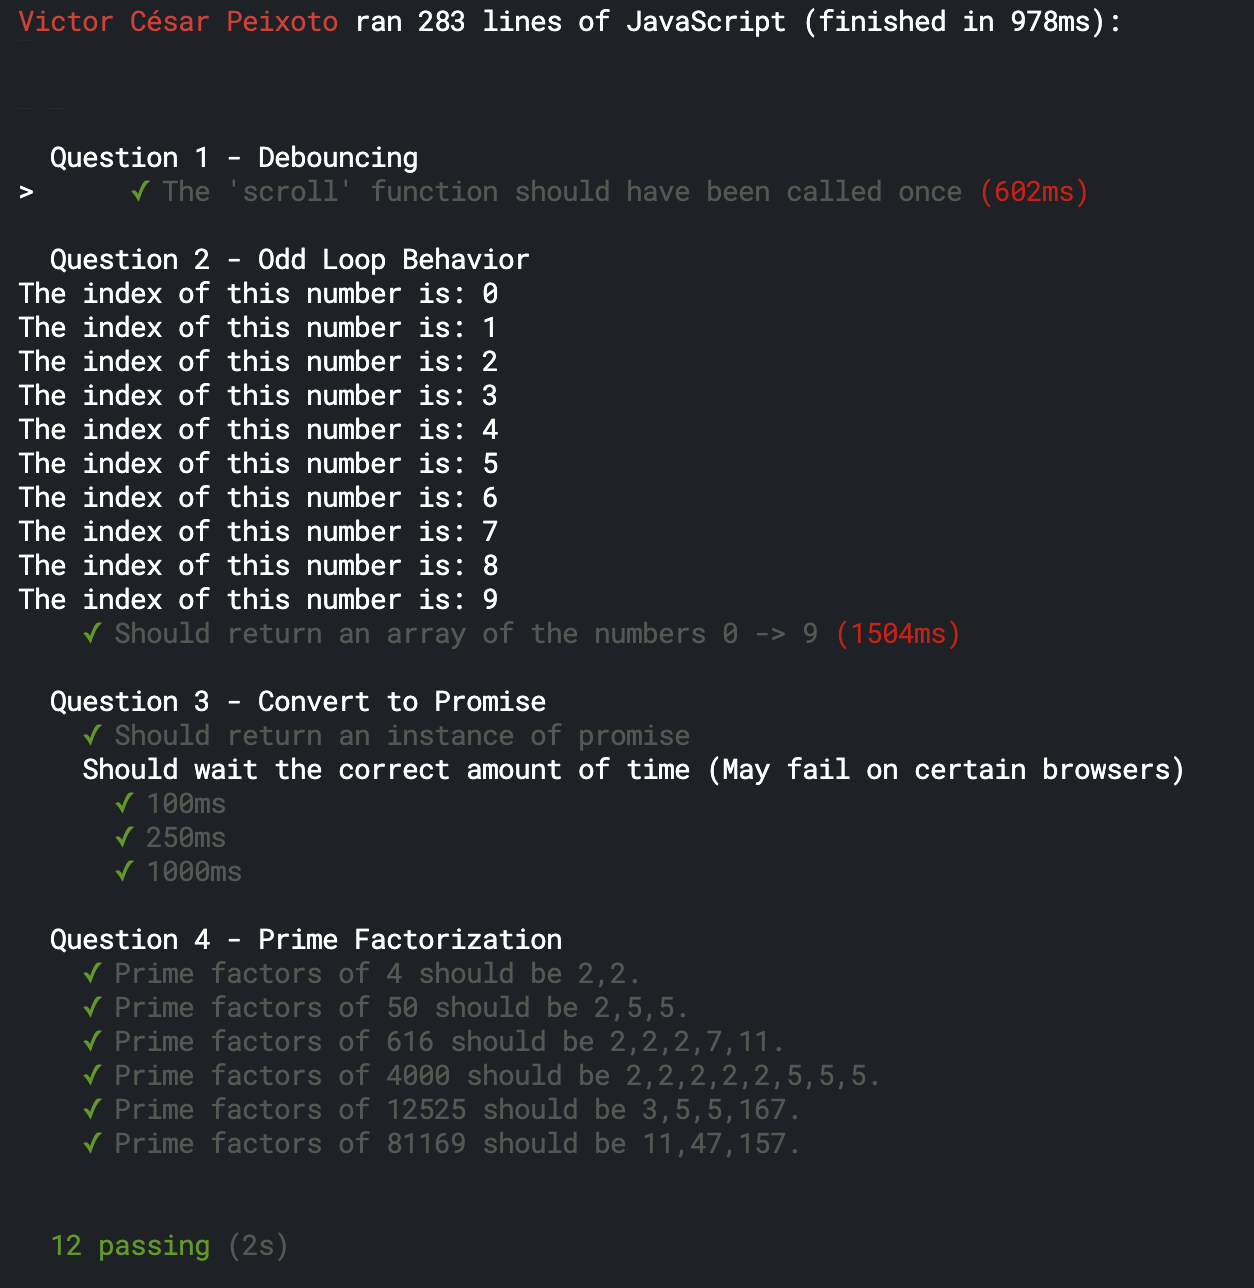 Victor César Peixoto ran 283 lines of JavaScript (finished in 978ms):
_ _
Question 1 - Debouncing
> ✓ The 'scroll' function should have been called once (602ms)
Question 2 - Odd Loop Behavior
The index of this number is: 0
The index of this number is: 1
The index of this number is: 2
The index of this number is: 3
The index of this number is: 4
The index of this number is: 5
The index of this number is: 6
The index of this number is: 7
The index of this number is: 8
The index of this number is: 9
✓ Should return an array of the numbers 0 -> 9 (1504ms)
Question 3 - Convert to Promise
✓ Should return an instance of promise
Should wait the correct amount of time (May fail on certain browsers)
✓ 100ms
✓ 250ms
✓ 1000ms
Question 4 - Prime Factorization
✓ Prime factors of 4 should be 2,2.
✓ Prime factors of 50 should be 2,5,5.
✓ Prime factors of 616 should be 2,2,2,7,11.
✓ Prime factors of 4000 should be 2,2,2,2,2,5,5,5.
✓ Prime factors of 12525 should be 3,5,5,167.
✓ Prime factors of 81169 should be 11,47,157.
12 passing (2s)